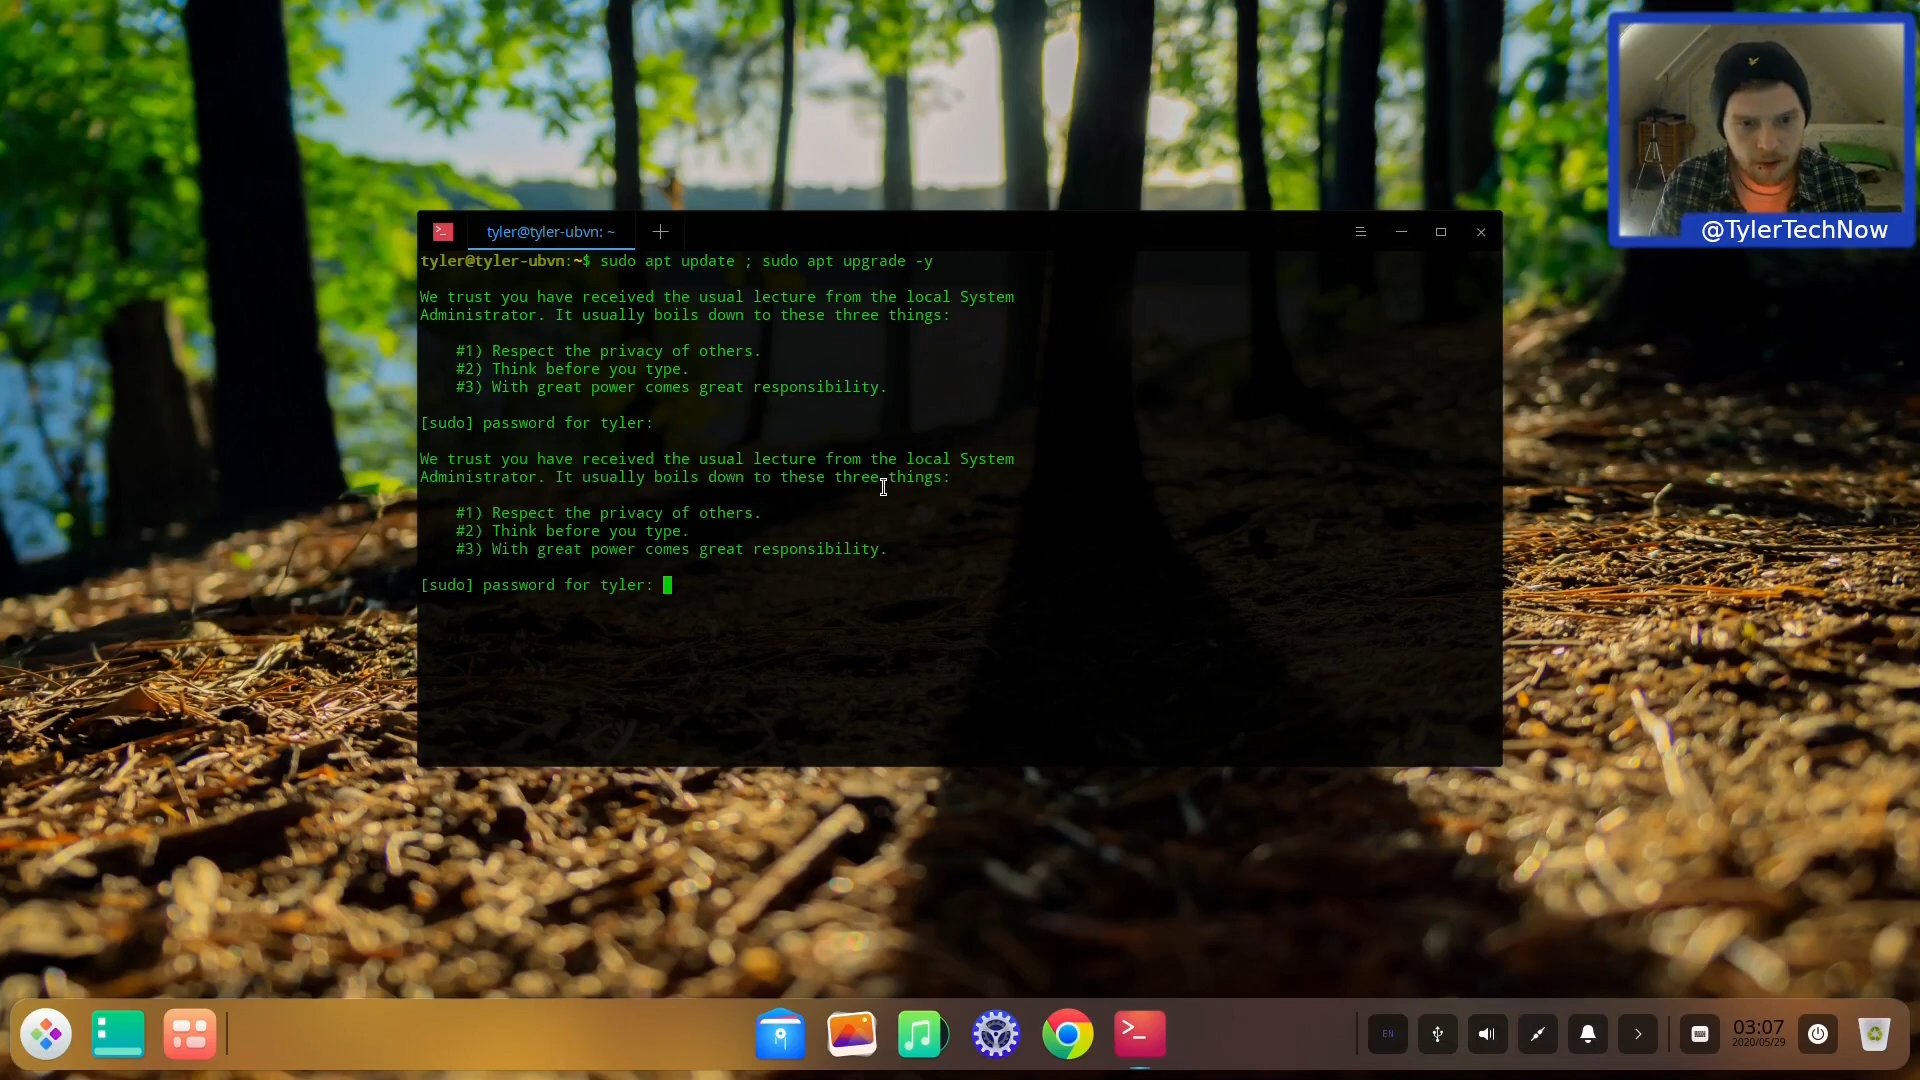 @TylerTechNow
tyler@tyler-ubvn: ~
tyler@tyler-ubvn:~$ sudo apt update ; sudo apt upgrade -y
We trust you have received the usual lecture from the local System
Administrator. It usually boils down to these three things:
#1) Respect the privacy of others.
#2) Think before you type.
#3) With great power comes great responsibility.
[sudo] password for tyler:
We trust you have received the usual lecture from the local System
Administrator. It usually boils down to these three things:
#1) Respect the privacy of others.
#2) Think before you type.
#3) With great power comes great responsibility.
[sudo] password for tyler:
EN
03:07
2020/05/29